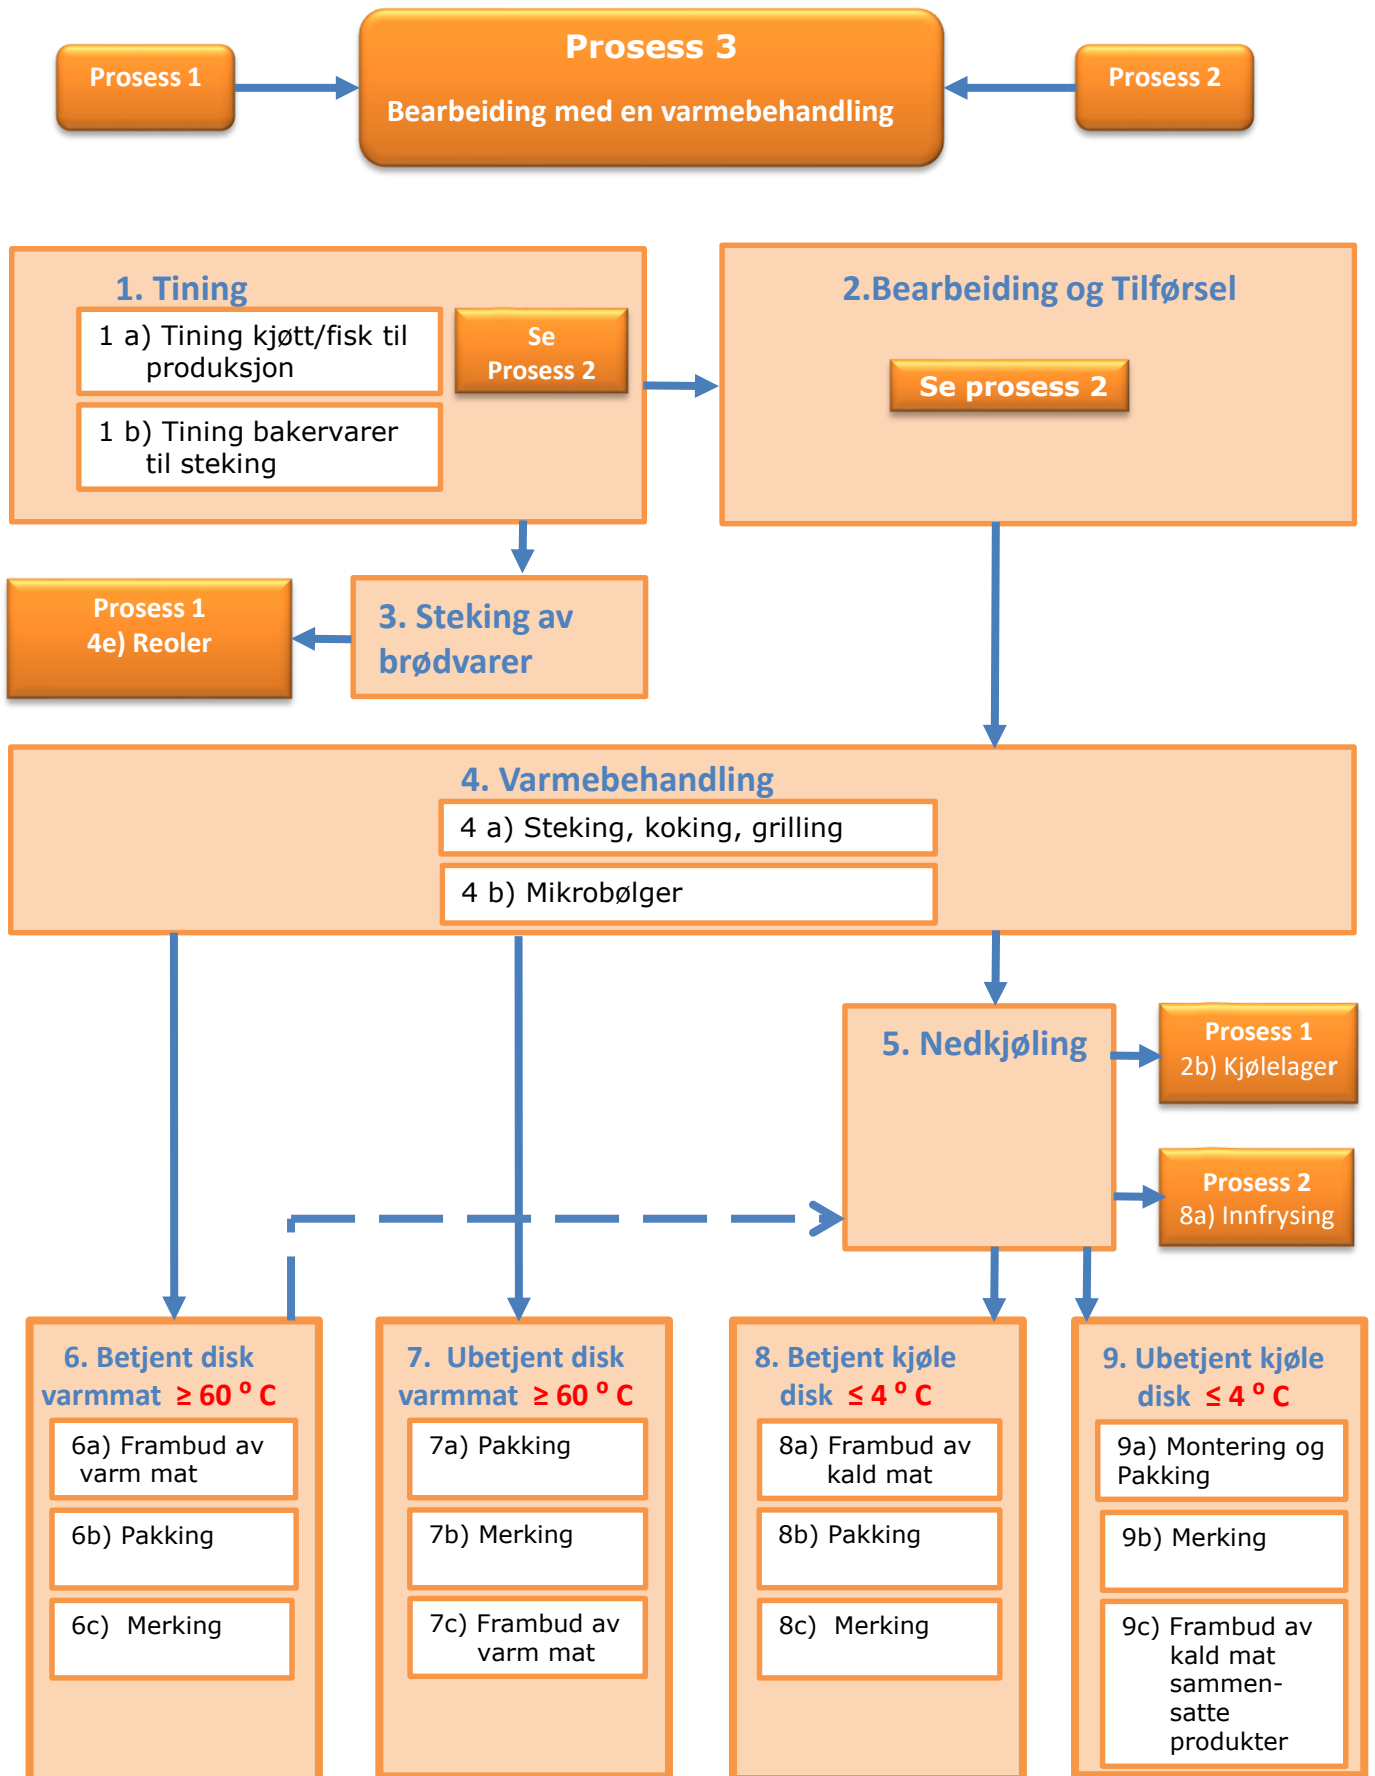 Prosess 3
Bearbeiding med en varmebehandling
Prosess 1
Prosess 2
1. Tining
1 a) Tining kjøtt/fisk til
produksjon
1 b) Tining bakervarer
til steking
Se
Prosess 2
2.Bearbeiding og Tilførsel
Se prosess 2
Prosess 1
4e) Reoler
3. Steking av
brødvarer
4. Varmebehandling
4 a) Steking, koking, grilling
4 b) Mikrobølger
5. Nedkjøling
Prosess 1
2b) Kjølelager
Prosess 2
8a) Innfrysing
6. Betjent disk
varmmat ≥ 60 ⁰ C
6a) Frambud av
varm mat
6b) Pakking
6c) Merking
7. Ubetjent disk
varmmat ≥ 60 ⁰ C
7a) Pakking
7b) Merking
7c) Frambud av
varm mat
8. Betjent kjøle
disk ≤ 4 ⁰ C
8a) Frambud av
kald mat
8b) Pakking
8c) Merking
9. Ubetjent kjøle
disk ≤ 4 ⁰ C
9a) Montering og
Pakking
9b) Merking
9c) Frambud av
kald mat
sammen-
satte
produkter